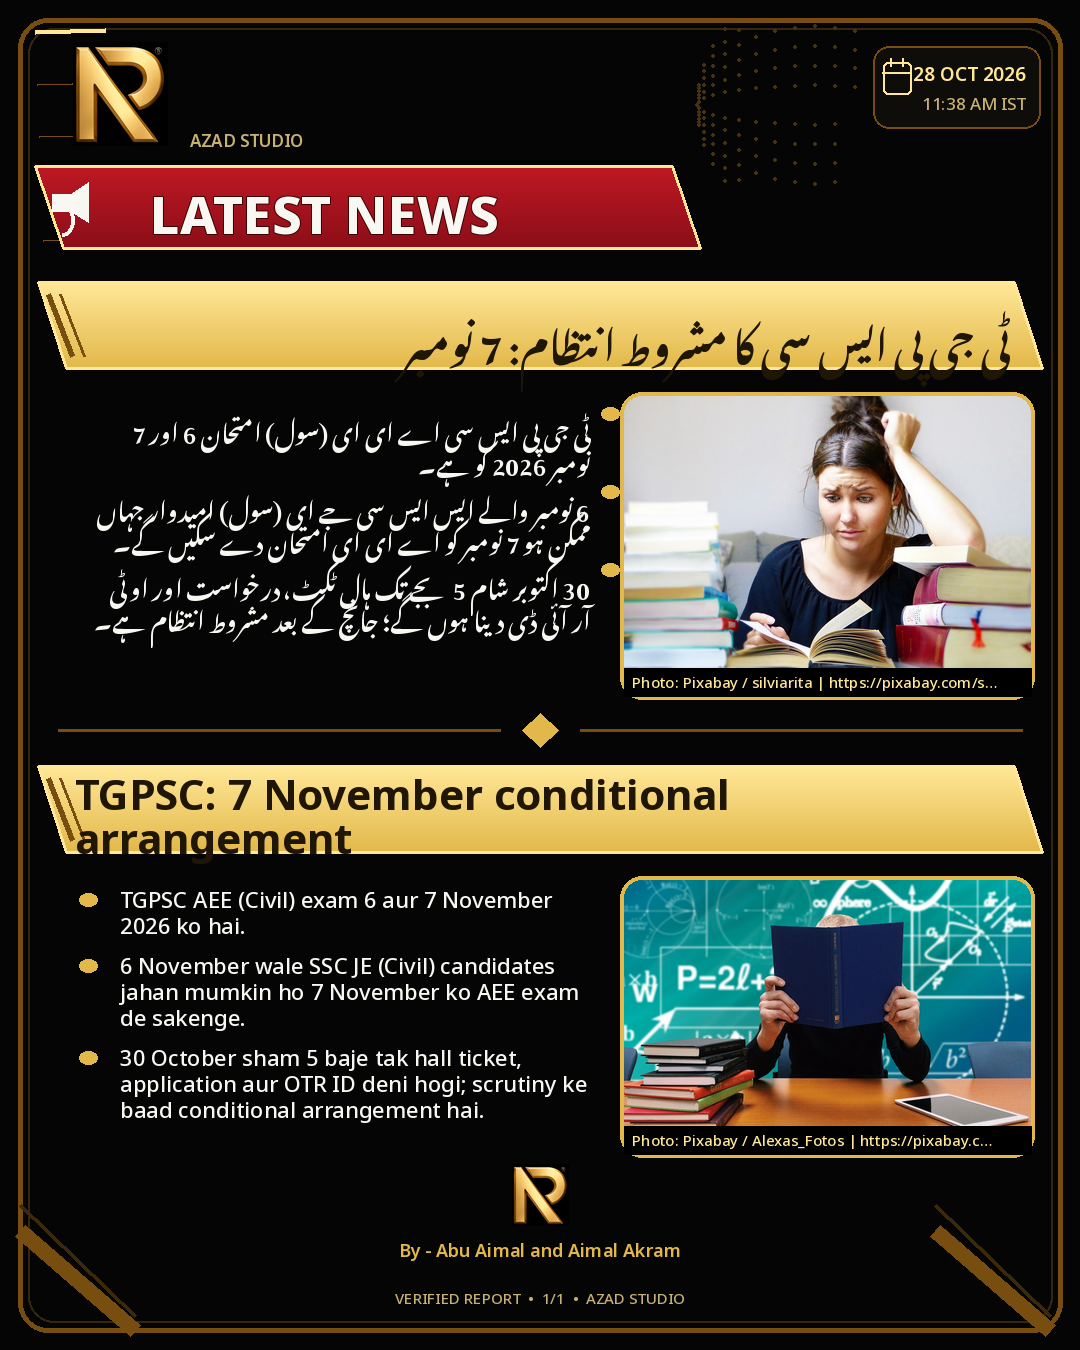 AZAD STUDIO
28 OCT 2026
11:38 AM IST
LATEST NEWS
ٹی جی پی ایس سی کا مشروط انتظام: 7 نومبر
ٹی جی پی ایس سی اے ای ای (سول) امتحان 6 اور 7
نومبر 2026 کو ہے۔
6 نومبر والے ایس ایس سی جے ای (سول) امیدوار جہاں
ممکن ہو 7 نومبر کو اے ای ای امتحان دے سکیں گے۔
30 اکتوبر شام 5 بجے تک ہال ٹکٹ، درخواست اور او ٹی
آر آئی ڈی دینا ہوں گے؛ جانچ کے بعد مشروط انتظام ہے۔
Photo: Pixabay / silviarita | https://pixabay.com/s...
TGPSC: 7 November conditional
arrangement
TGPSC AEE (Civil) exam 6 aur 7 November
2026 ko hai.
6 November wale SSC JE (Civil) candidates
jahan mumkin ho 7 November ko AEE exam
de sakenge.
30 October sham 5 baje tak hall ticket,
application aur OTR ID deni hogi; scrutiny ke
baad conditional arrangement hai.
∞ sphere
P=2ℓ+
W
b²
Photo: Pixabay / Alexas_Fotos | https://pixabay.c...
By - Abu Aimal and Aimal Akram
VERIFIED REPORT • 1/1 • AZAD STUDIO